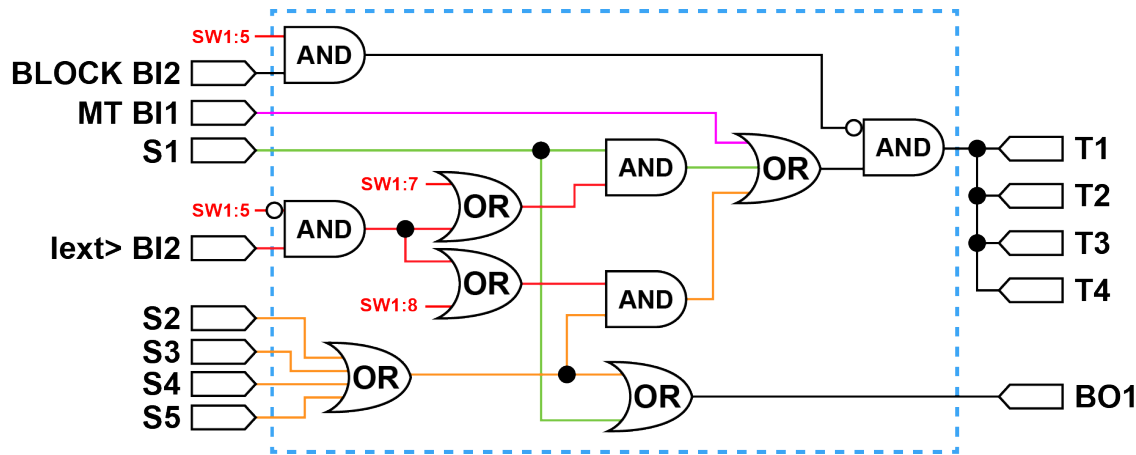 SW1:5
AND
BLOCK BI2
MT BI1
S1
AND
OR
AND
T1
SW1:7
OR
T2
SW1:5
AND
Iext> BI2
T3
OR
T4
SW1:8
AND
S2
S3
S4
S5
OR
OR
BO1